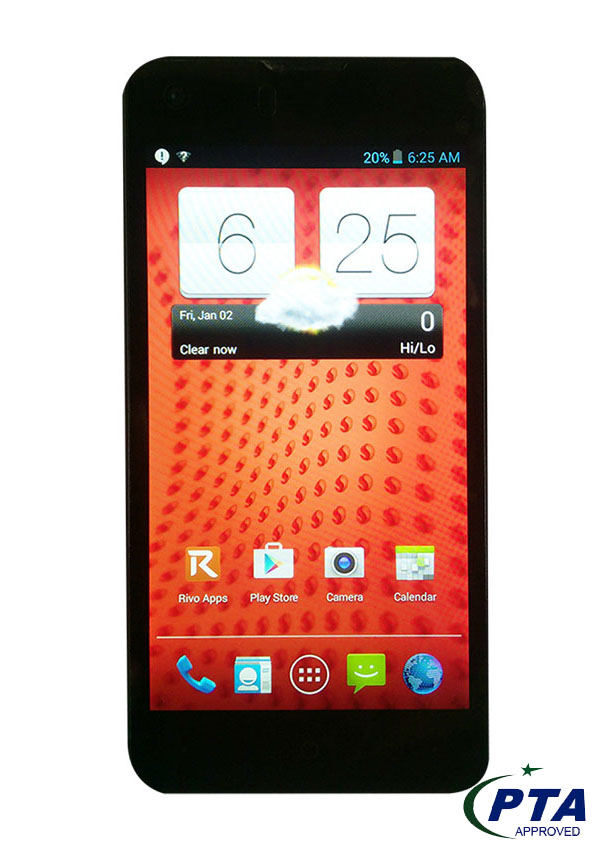 20% 6:25 AM
6 25
Fri, Jan 02 0
Clear now Hi/Lo
R
Rivo Apps Play Store Camera Calendar
PTA
APPROVED